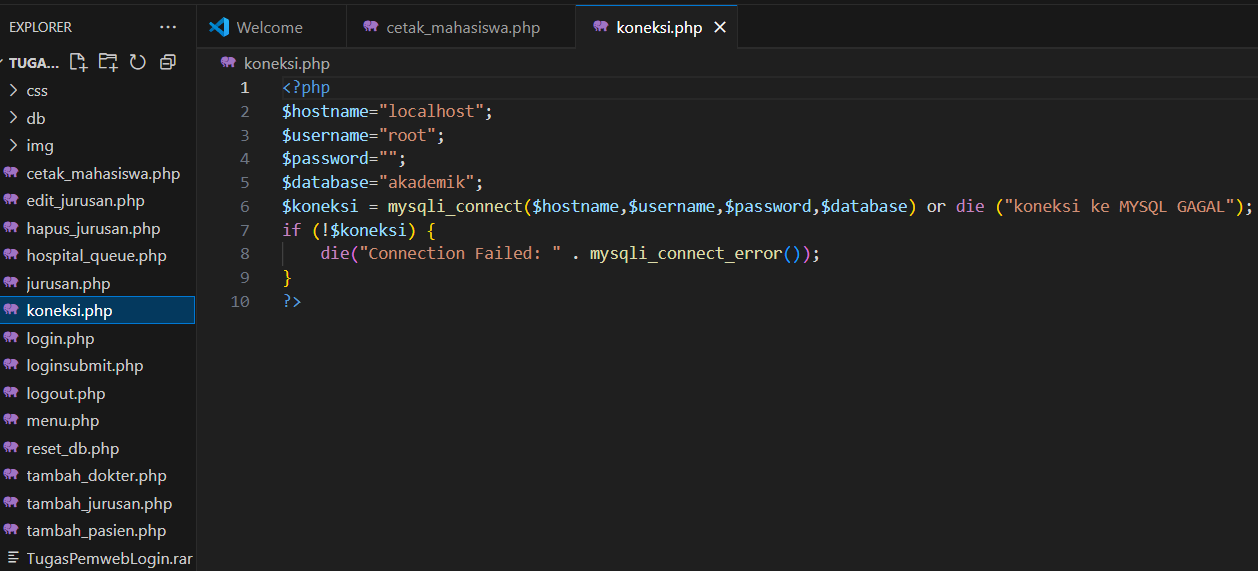 EXPLORER
TUGA...
css
db
img
cetak_mahasiswa.php
edit_jurusan.php
hapus_jurusan.php
hospital_queue.php
jurusan.php
koneksi.php
login.php
loginsubmit.php
logout.php
menu.php
reset_db.php
tambah_dokter.php
tambah_jurusan.php
tambah_pasien.php
TugasPemwebLogin.rar
Welcome
cetak_mahasiswa.php
koneksi.php
koneksi.php
1 <?php
2 $hostname="localhost";
3 $username="root";
4 $password="";
5 $database="akademik";
6 $koneksi = mysqli_connect($hostname,$username,$password,$database) or die ("koneksi ke MYSQL GAGAL");
7 if (!$koneksi) {
8     die("Connection Failed: " . mysqli_connect_error());
9 }
10 ?>